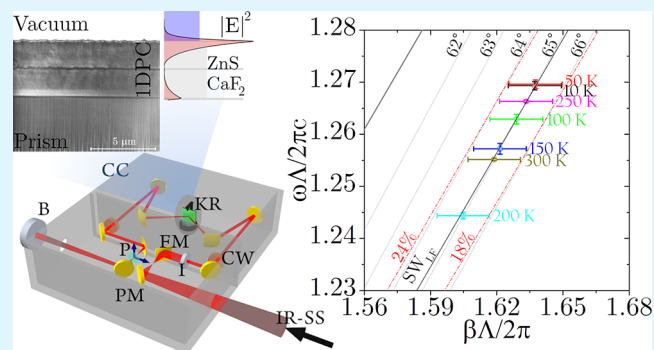 Vacuum
|E|²
1DPC
ZnS
CaF₂
Prism
5 μm
CC
KR
B
P
FM
I
CW
PM
IR-SS
ωΛ/2πc
1.28
1.27
1.26
1.25
1.24
1.23
62°
63°
64°
65°
66°
50 K
10 K
250 K
100 K
150 K
300 K
200 K
24%
SW_LF
18%
1.56
1.59
1.62
1.65
1.68
βΛ/2π